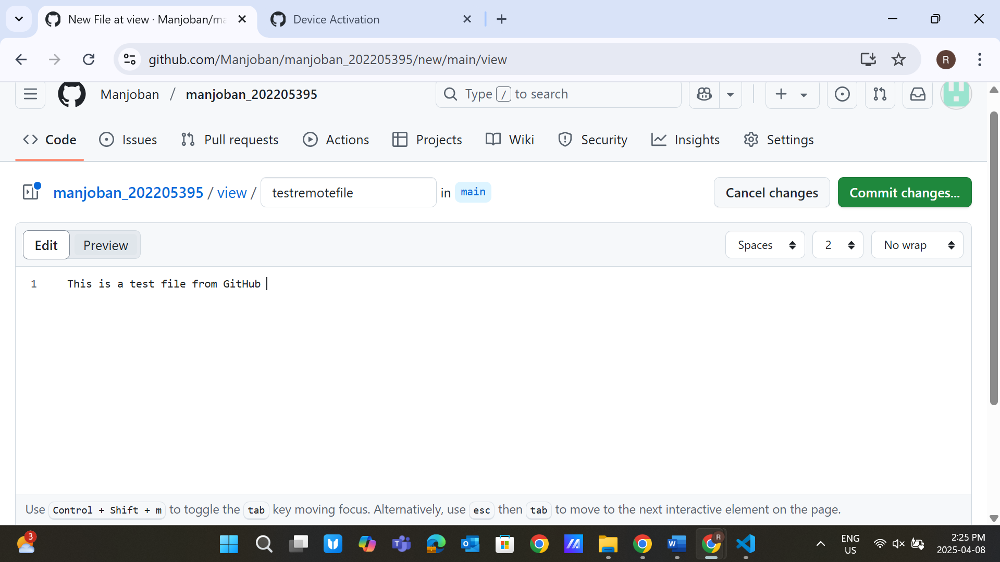 New File at view · Manjoban/ma
Device Activation
github.com/Manjoban/manjoban_202205395/new/main/view
R
Manjoban / manjoban_202205395
Type / to search
Code
Issues
Pull requests
Actions
Projects
Wiki
Security
Insights
Settings
manjoban_202205395 / view / testremotefile in main
Cancel changes
Commit changes...
Edit
Preview
Spaces
2
No wrap
1 This is a test file from GitHub
Use Control + Shift + m to toggle the tab key moving focus. Alternatively, use esc then tab to move to the next interactive element on the page.
3
R
ENG
US
2:25 PM
2025-04-08